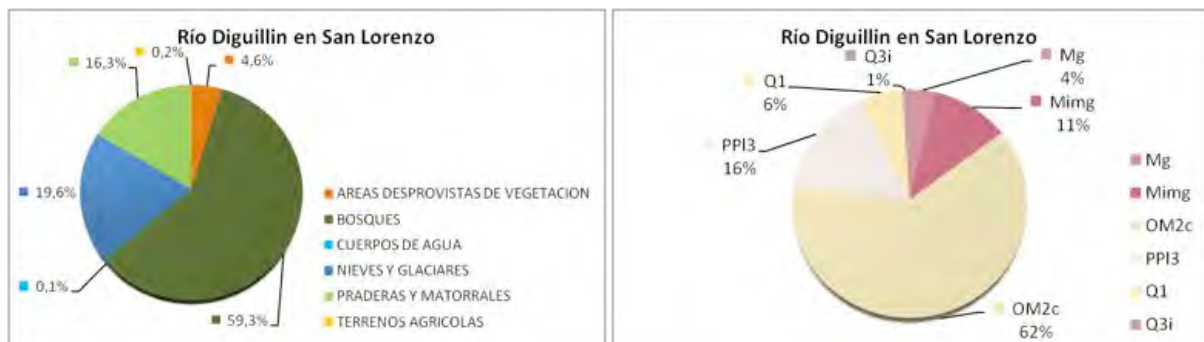 Río Diguillin en San Lorenzo
0,2%
4,6%
16,3%
19,6%
0,1%
59,3%
AREAS DESPROVISTAS DE VEGETACION
BOSQUES
CUERPOS DE AGUA
NIEVES Y GLACIARES
PRADERAS Y MATORRALES
TERRENOS AGRICOLAS
Río Diguillin en San Lorenzo
Q3i
1%
Mg
4%
Q1
6%
Mimg
11%
PPI3
16%
OM2c
62%
Mg
Mimg
OM2c
PPI3
Q1
Q3i